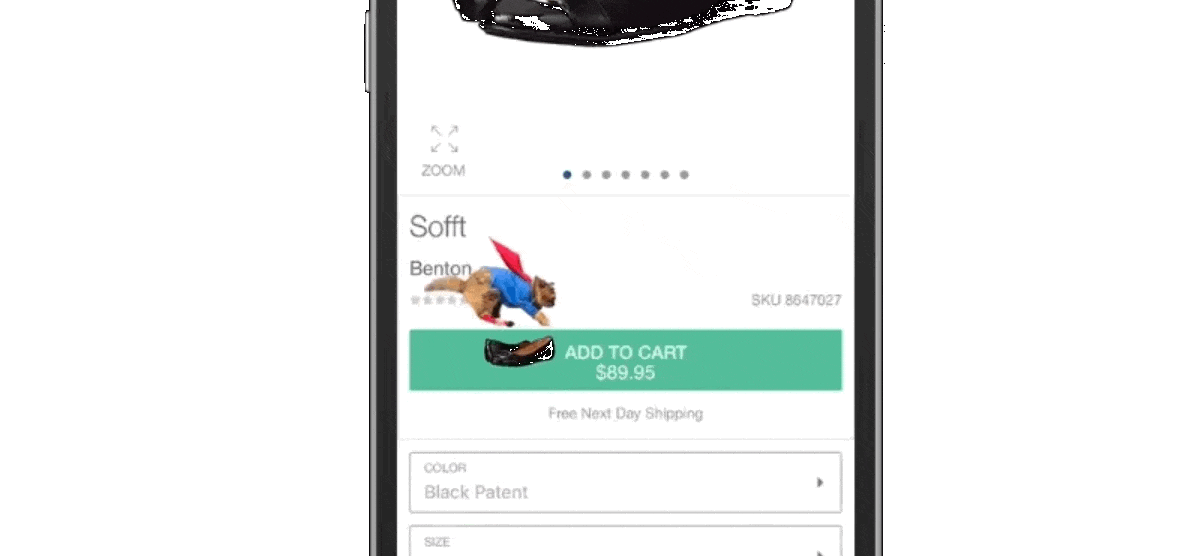 ZOOM
Sofft
Benton
SKU 8647027
ADD TO CART
$89.95
Free Next Day Shipping
COLOR
Black Patent
SIZE